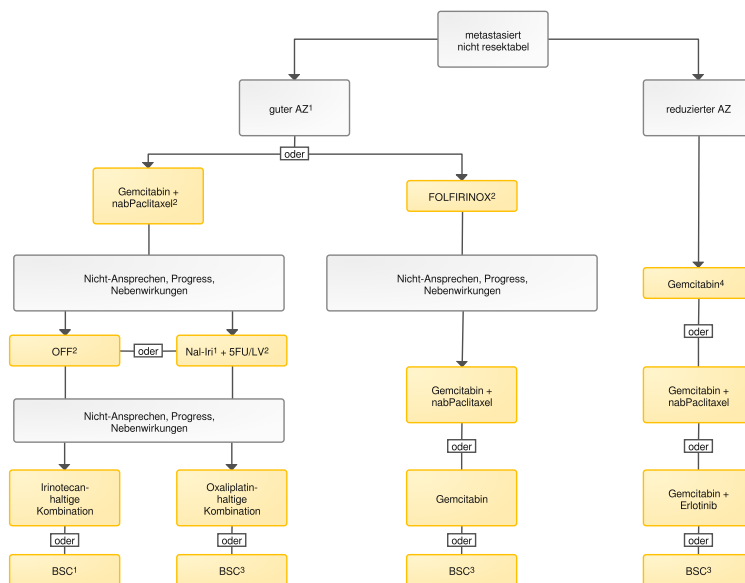 metastasiert
nicht resektabel
guter AZ¹
reduzierter AZ
oder
Gemcitabin +
nabPaclitaxel²
FOLFIRINOX²
Nicht-Ansprechen, Progress,
Nebenwirkungen
Nicht-Ansprechen, Progress,
Nebenwirkungen
Gemcitabin⁴
OFF²
oder
Nal-Iri¹ + 5FU/LV²
oder
Gemcitabin +
nabPaclitaxel
Gemcitabin +
nabPaclitaxel
Nicht-Ansprechen, Progress,
Nebenwirkungen
oder
oder
Irinotecan-
haltige
Kombination
Oxaliplatin-
haltige
Kombination
Gemcitabin
Gemcitabin +
Erlotinib
oder
oder
oder
oder
BSC¹
BSC³
BSC³
BSC³